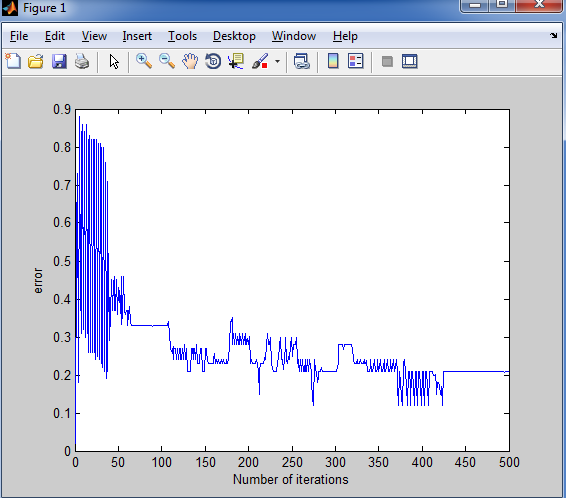 Figure 1
File Edit View Insert Tools Desktop Window Help
0.9
0.8
0.7
0.6
0.5
0.4
0.3
0.2
0.1
0
error
0 50 100 150 200 250 300 350 400 450 500
Number of iterations